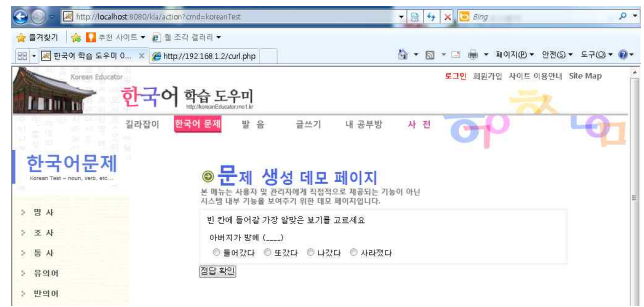 http://localhost:8080/kla/action?cmd=koreanTest
Bing
즐겨찾기 추천 사이트 웹 조각 갤러리
한국어 학습 도우미 O... http://192.168.1.2/curl.php
페이지(P) 안전(S) 도구(O)
Korean Educator
로그인 회원가입 사이트 이용안내 Site Map
한국어 학습 도우미
http://koreanEducator.net.kr
길라잡이 한국어 문제 발 음 글쓰기 내 공부방 사 전
한국어문제
Korean Test - noun, verb, etc...
명 사
조 사
동 사
유의어
반의어
문제 생성 데모 페이지
본 메뉴는 사용자 및 관리자에게 직접적으로 제공되는 기능이 아닌
시스템 내부 기능을 보여주기 위한 데모 페이지입니다.
빈 칸에 들어갈 가장 알맞은 보기를 고르세요
아버지가 방에 (____)
들어갔다 또갔다 나갔다 사라졌다
정답 확인